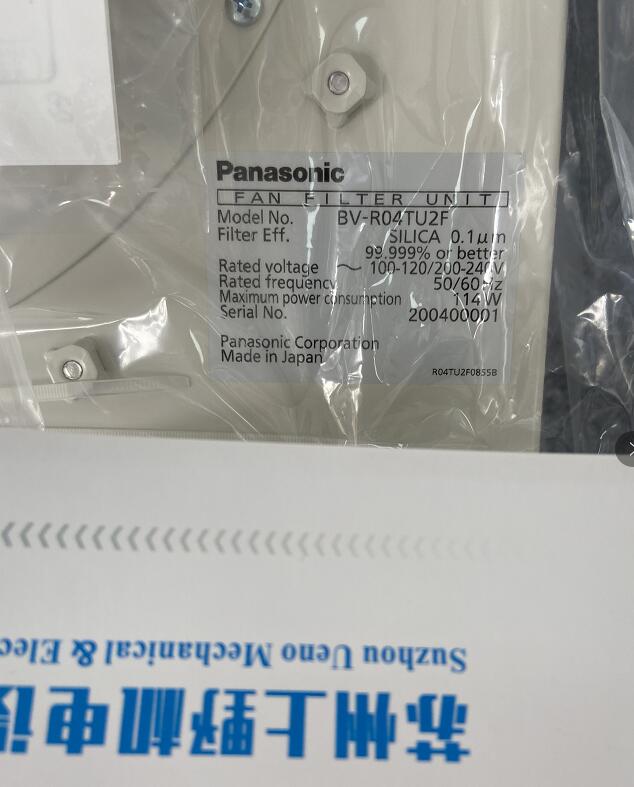 Panasonic
FAN FILTER UNIT
Model No. BV-R04TU2F
Filter Eff. SILICA 0.1μm
99.999% or better
Rated voltage ～ 100-120/200-240V
Rated frequency 50/60Hz
Maximum power consumption 114W
Serial No. 200400001
Panasonic Corporation
Made in Japan
R04TU2F0855B
Suzhou Ueno Mechanical & Elec
苏州上野机电设